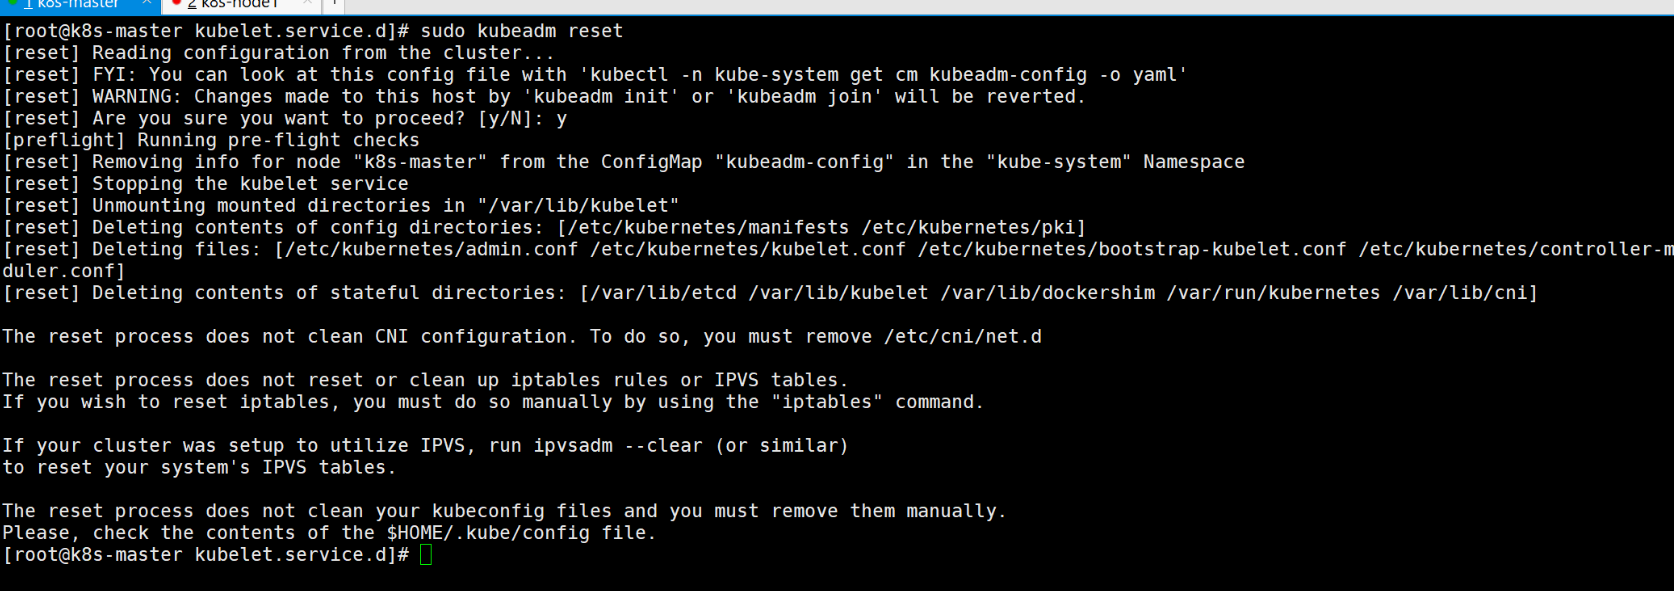 1 k8s-master
2 k8s-node1
[root@k8s-master kubelet.service.d]# sudo kubeadm reset
[reset] Reading configuration from the cluster...
[reset] FYI: You can look at this config file with 'kubectl -n kube-system get cm kubeadm-config -o yaml'
[reset] WARNING: Changes made to this host by 'kubeadm init' or 'kubeadm join' will be reverted.
[reset] Are you sure you want to proceed? [y/N]: y
[preflight] Running pre-flight checks
[reset] Removing info for node "k8s-master" from the ConfigMap "kubeadm-config" in the "kube-system" Namespace
[reset] Stopping the kubelet service
[reset] Unmounting mounted directories in "/var/lib/kubelet"
[reset] Deleting contents of config directories: [/etc/kubernetes/manifests /etc/kubernetes/pki]
[reset] Deleting files: [/etc/kubernetes/admin.conf /etc/kubernetes/kubelet.conf /etc/kubernetes/bootstrap-kubelet.conf /etc/kubernetes/controller-m
duler.conf]
[reset] Deleting contents of stateful directories: [/var/lib/etcd /var/lib/kubelet /var/lib/dockershim /var/run/kubernetes /var/lib/cni]
The reset process does not clean CNI configuration. To do so, you must remove /etc/cni/net.d
The reset process does not reset or clean up iptables rules or IPVS tables.
If you wish to reset iptables, you must do so manually by using the "iptables" command.
If your cluster was setup to utilize IPVS, run ipvsadm --clear (or similar)
to reset your system's IPVS tables.
The reset process does not clean your kubeconfig files and you must remove them manually.
Please, check the contents of the $HOME/.kube/config file.
[root@k8s-master kubelet.service.d]#